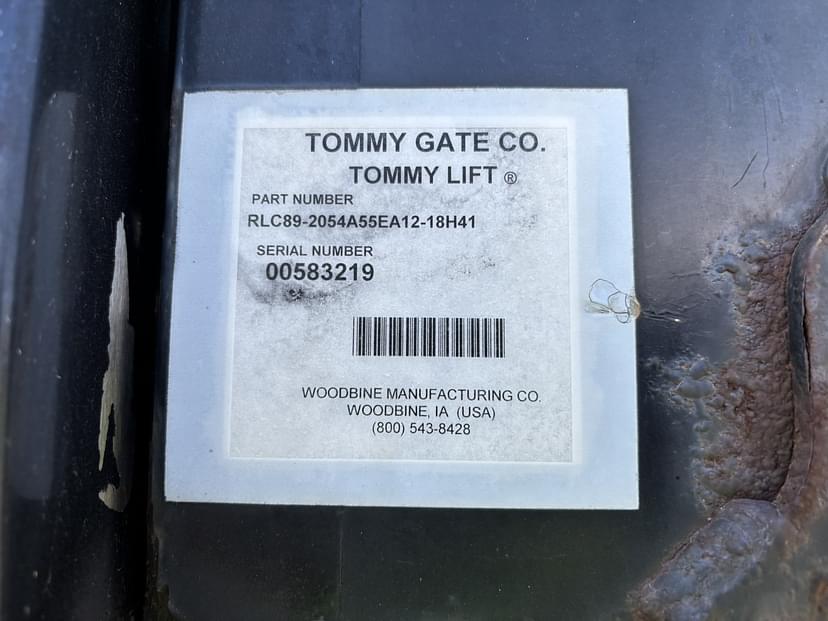 TOMMY GATE CO.
TOMMY LIFT ®
PART NUMBER
RLC89-2054A55EA12-18H41
SERIAL NUMBER
00583219
WOODBINE MANUFACTURING CO.
WOODBINE, IA (USA)
(800) 543-8428